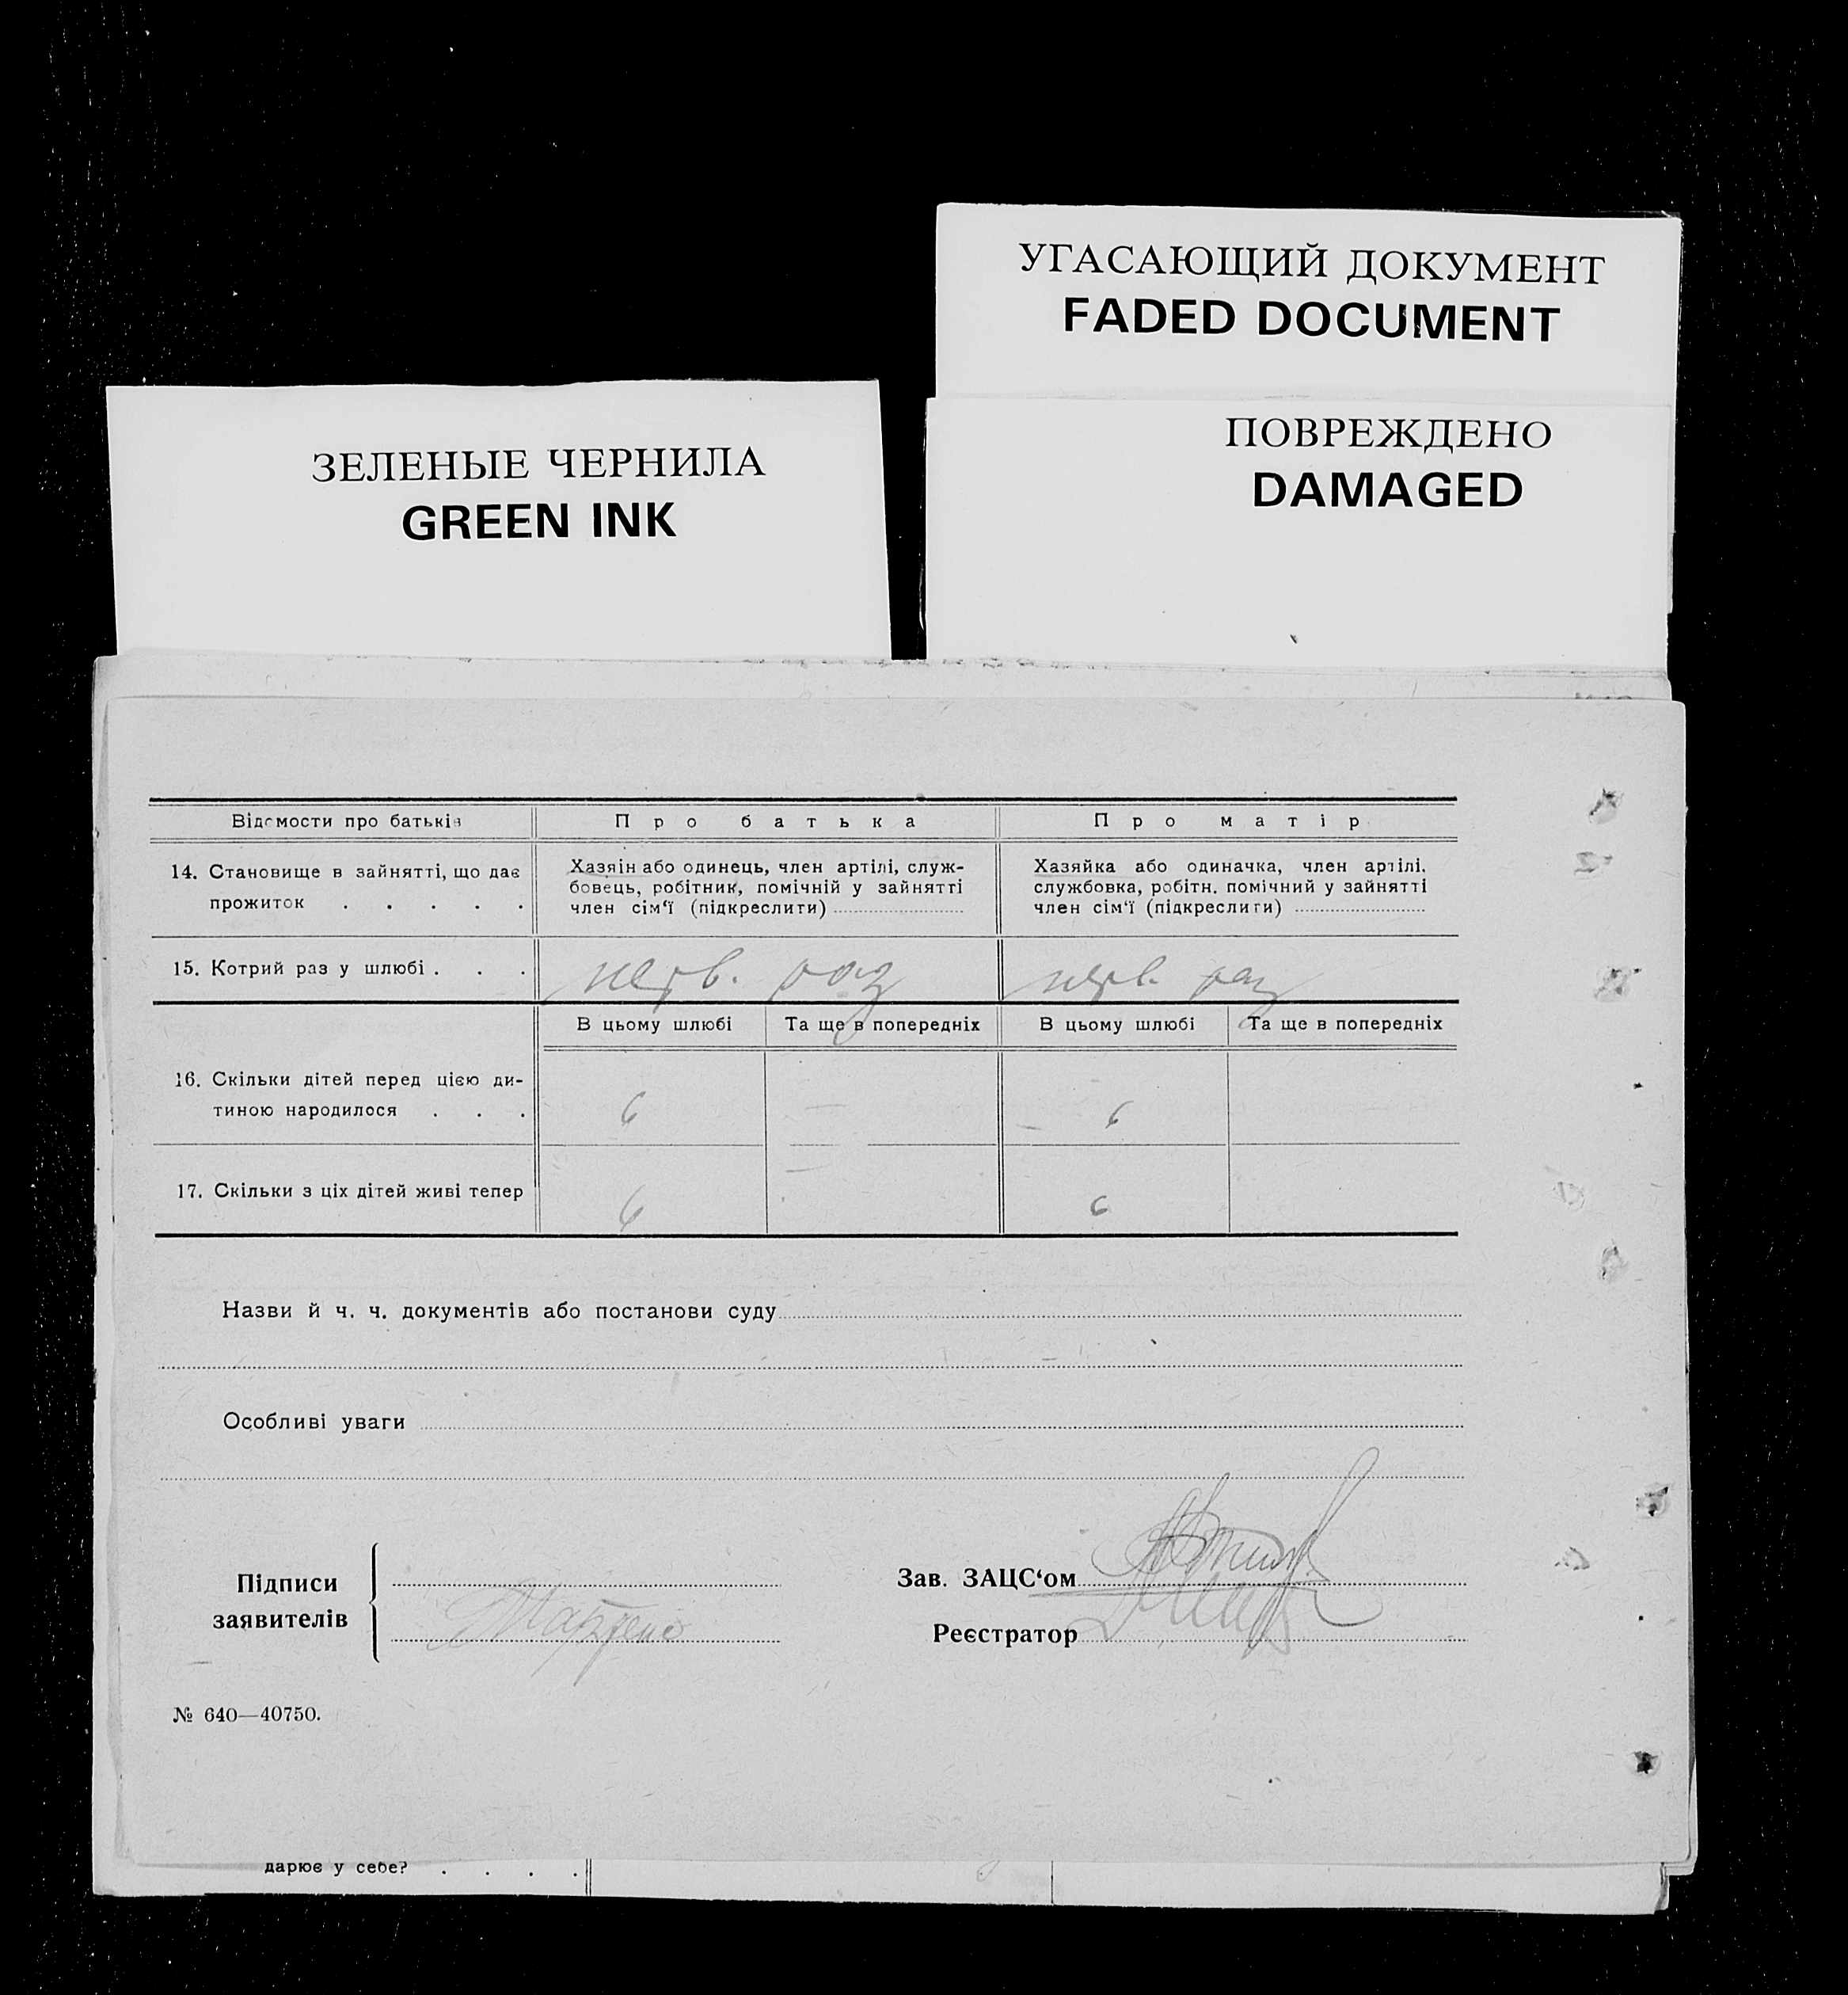 УГАСАЮЩИЙ ДОКУМЕНТ
FADED DOCUMENT
ПОВРЕЖДЕНО
DAMAGED
ЗЕЛЕНЫЕ ЧЕРНИЛА
GREEN INK
Відомости про батьків Про батька Про матір
14. Становище в зайнятті, що дає
прожиток . . . . .
Хазяін або одинець, член артілі, служ-
бовець, робітник, помічній у зайнятті
член сім‘ї (підкреслити)
Хазяйка або одиначка, член артілі,
службовка, робітн. помічний у зайнятті
член сім‘ї (підкреслити)
15. Котрий раз у шлюбі . . . перв. раз перв. раз
В цьому шлюбі Та ще в попередніх В цьому шлюбі Та ще в попередніх
16. Скільки дітей перед цією ди-
тиною народилося . . . 6 — 6
17. Скільки з ціх дітей живі тепер 6 — 6
Назви й ч. ч. документів або постанови суду
Особливі уваги
Підписи
заявителів
Зав. ЗАЦС‘ом
Реєстратор
№ 640—40750.
дарює у себе? . . . .